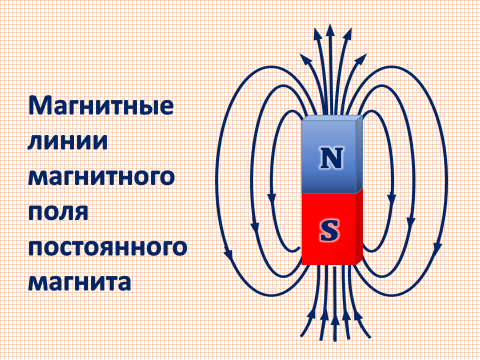 Магнитные
линии
магнитного
поля
постоянного
магнита
N
S